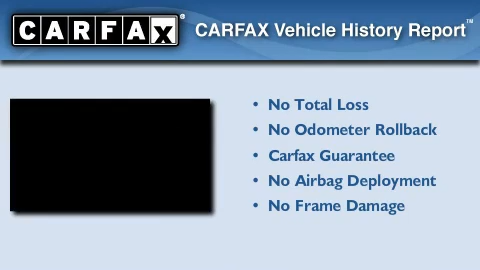 CARFAX® CARFAX Vehicle History Report™
• No Total Loss
• No Odometer Rollback
• Carfax Guarantee
• No Airbag Deployment
• No Frame Damage